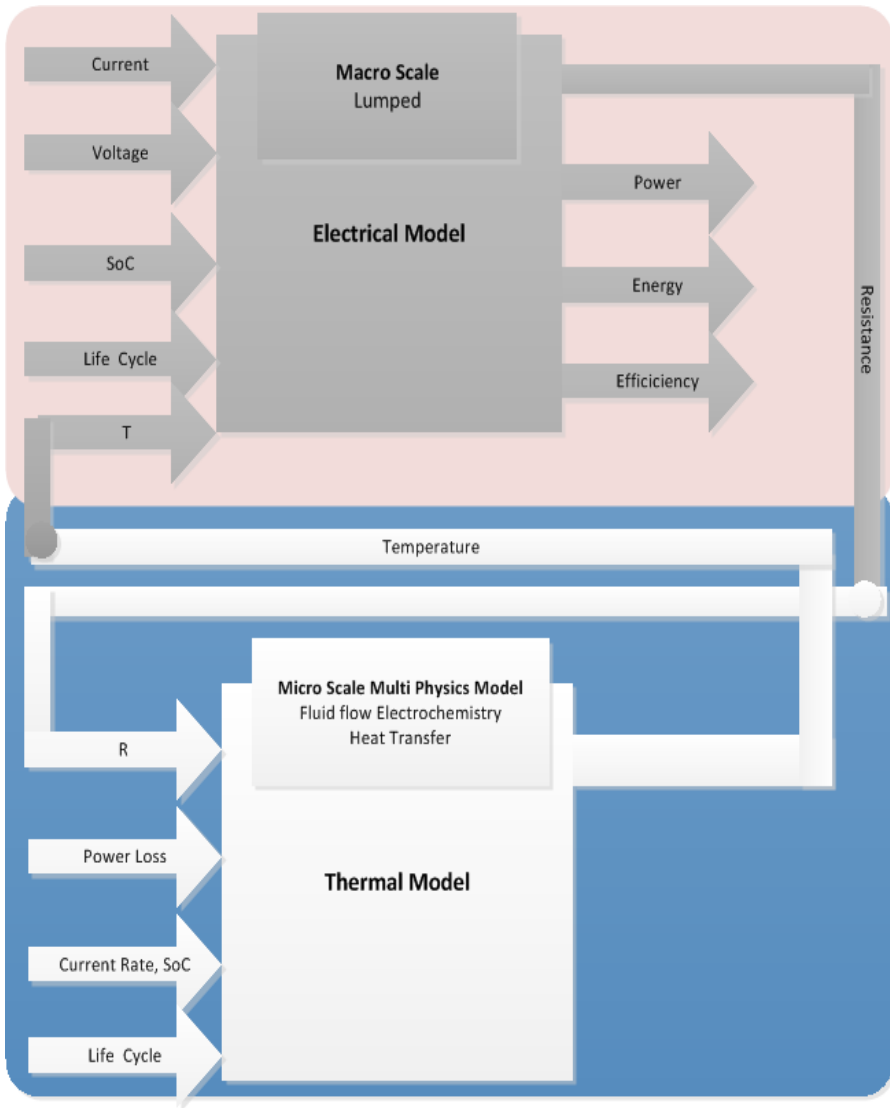 Current
Macro Scale
Lumped
Voltage
Power
Electrical Model
SoC
Energy
Resistance
Life Cycle
Efficiciency
T
Temperature
Micro Scale Multi Physics Model
Fluid flow Electrochemistry
Heat Transfer
R
Power Loss
Thermal Model
Current Rate, SoC
Life Cycle